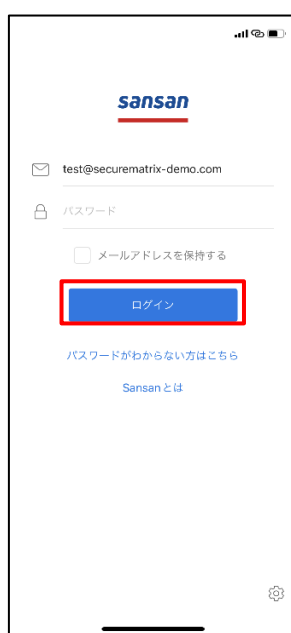 sansan
test@securematrix-demo.com
パスワード
メールアドレスを保持する
ログイン
パスワードがわからない方はこちら
Sansanとは